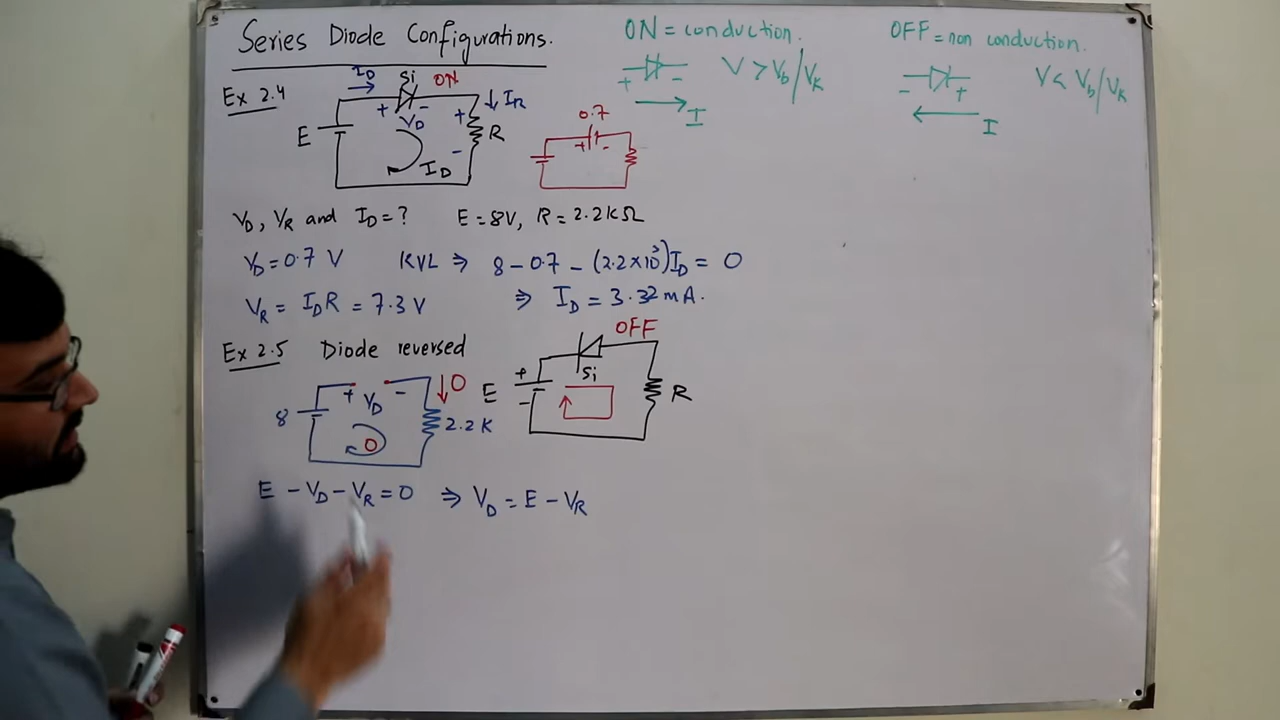 Series Diode Configurations.
ON = conduction.
+ - V > Vb/VK
I
OFF = non conduction.
- + V < Vb/VK
I
Ex 2.4
ID Si ON
+ VD -
IR
E
+ R -
ID
0.7
+ -
VD, VR and ID = ? E = 8V, R = 2.2 KΩ
VD = 0.7 V KVL ⇒ 8 - 0.7 - (2.2×10³)ID = 0
VR = IDR = 7.3 V ⇒ ID = 3.32 mA.
Ex 2.5 Diode reversed
OFF
Si
+ E -
R
+ VD -
0
8
0
2.2 K
E - VD - VR = 0 ⇒ VD = E - VR